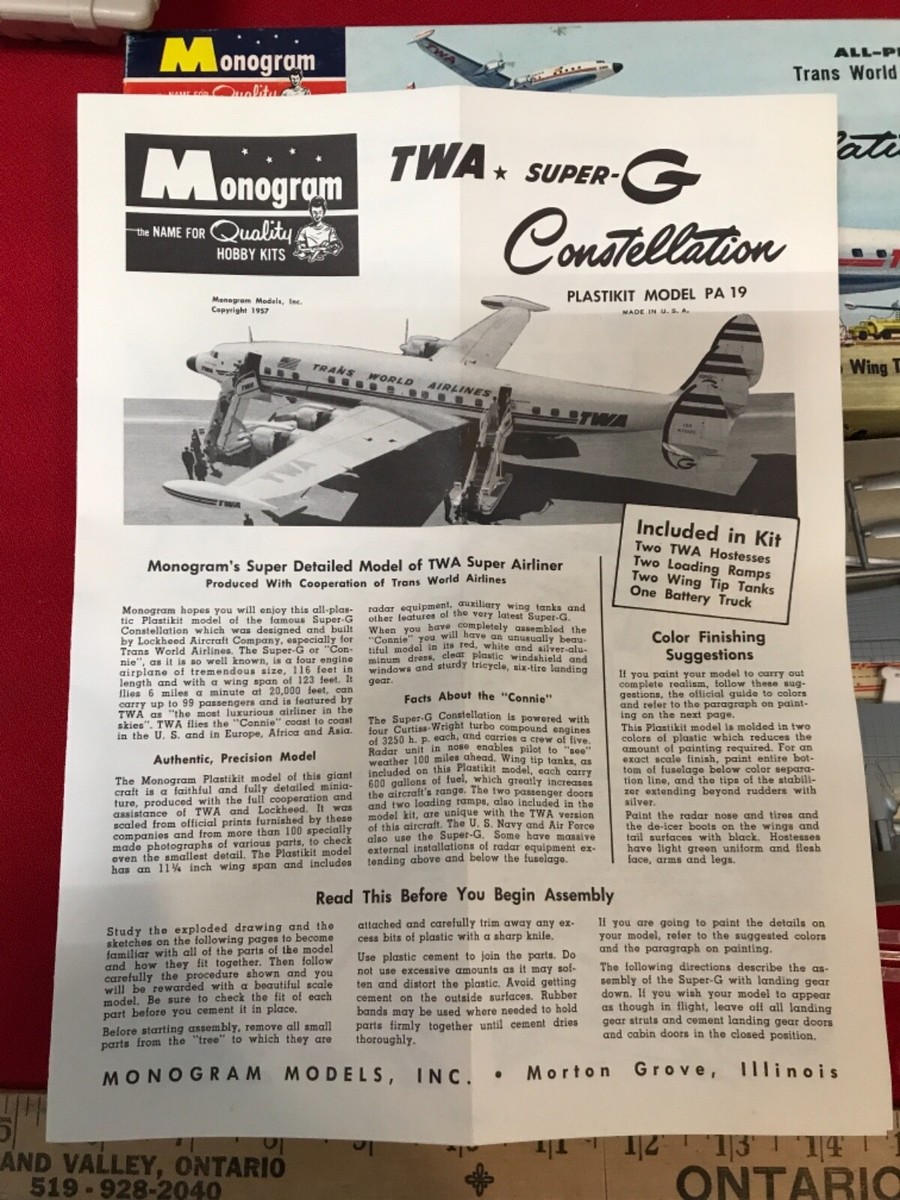 Monogram
NAME FOR Quality
TWA
ALL-P
Trans World
Monogram
the NAME FOR Quality
HOBBY KITS
TWA ★ SUPER-G
Constellation
PLASTIKIT MODEL PA 19
MADE IN U. S. A.
Monogram Models, Inc.
Copyright 1957
Wing T
TRANS WORLD AIRLINES
TWA
TWA
TWA
G
Included in Kit
Two TWA Hostesses
Two Loading Ramps
Two Wing Tip Tanks
One Battery Truck
Monogram's Super Detailed Model of TWA Super Airliner
Produced With Cooperation of Trans World Airlines
Monogram hopes you will enjoy this all-plas-
tic Plastikit model of the famous Super-G
Constellation which was designed and built
by Lockheed Aircraft Company, especially for
Trans World Airlines. The Super-G or "Con-
nie", as it is so well known, is a four engine
airplane of tremendous size, 116 feet in
length and with a wing span of 123 feet. It
flies 6 miles a minute at 20,000 feet, can
carry up to 99 passengers and is featured by
TWA as "the most luxurious airliner in the
skies". TWA flies the "Connie" coast to coast
in the U. S. and in Europe, Africa and Asia.
Authentic, Precision Model
The Monogram Plastikit model of this giant
craft is a faithful and fully detailed minia-
ture, produced with the full cooperation and
assistance of TWA and Lockheed. It was
scaled from official prints furnished by these
companies and from more than 100 specially
made photographs of various parts, to check
even the smallest detail. The Plastikit model
has an 11¼ inch wing span and includes
radar equipment, auxiliary wing tanks and
other features of the very latest Super-G.
When you have completely assembled the
"Connie" you will have an unusually beau-
tiful model in its red, white and silver-alu-
minum dress, clear plastic windshield and
windows and sturdy tricycle, six-tire landing
gear.
Facts About the "Connie"
The Super-G Constellation is powered with
four Curtiss-Wright turbo compound engines
of 3250 h. p. each, and carries a crew of five.
Radar unit in nose enables pilot to "see"
weather 100 miles ahead. Wing tip tanks, as
included on this Plastikit model, each carry
600 gallons of fuel, which greatly increases
the aircraft's range. The two passenger doors
and two loading ramps, also included in the
model kit, are unique with the TWA version
of this aircraft. The U. S. Navy and Air Force
also use the Super-G. Some have massive
external installations of radar equipment ex-
tending above and below the fuselage.
Color Finishing
Suggestions
If you paint your model to carry out
complete realism, follow these sug-
gestions, the official guide to colors
and refer to the paragraph on paint-
ing on the next page.
This Plastikit model is molded in two
colors of plastic which reduces the
amount of painting required. For an
exact scale finish, paint entire bot-
tom of fuselage below color separa-
tion line, and the tips of the stabili-
zer extending beyond rudders with
silver.
Paint the radar nose and tires and
the de-icer boots on the wings and
tail surfaces with black. Hostesses
have light green uniform and flesh
face, arms and legs.
Read This Before You Begin Assembly
Study the exploded drawing and the
sketches on the following pages to become
familiar with all of the parts of the model
and how they fit together. Then follow
carefully the procedure shown and you
will be rewarded with a beautiful scale
model. Be sure to check the fit of each
part before you cement it in place.
Before starting assembly, remove all small
parts from the "tree" to which they are
attached and carefully trim away any ex-
cess bits of plastic with a sharp knife.
Use plastic cement to join the parts. Do
not use excessive amounts as it may sof-
ten and distort the plastic. Avoid getting
cement on the outside surfaces. Rubber
bands may be used where needed to hold
parts firmly together until cement dries
thoroughly.
If you are going to paint the details on
your model, refer to the suggested colors
and the paragraph on painting.
The following directions describe the as-
sembly of the Super-G with landing gear
down. If you wish your model to appear
as though in flight, leave off all landing
gear struts and cement landing gear doors
and cabin doors in the closed position.
MONOGRAM MODELS, INC. • Morton Grove, Illinois
11 12 13 14
AND VALLEY, ONTARIO
519-928-2040
ONTARIO